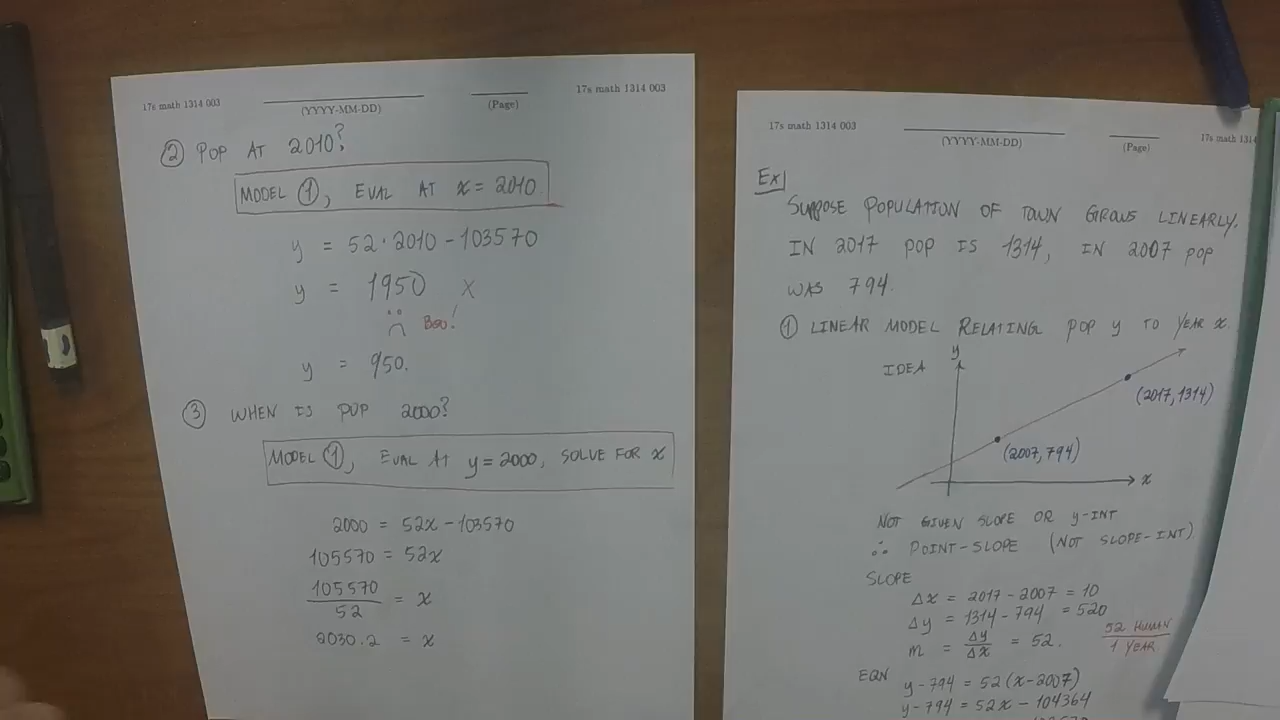 17s math 1314 003
(YYYY-MM-DD)
(Page)
17s math 1314 003
② POP AT 2010?
MODEL ①, EVAL AT x = 2010
y = 52·2010 - 103570
y = 1950 x
BOO!
y = 950.
③ WHEN IS POP 2000?
MODEL ①, EVAL AT y = 2000, SOLVE FOR x
2000 = 52x - 103570
105570 = 52x
105570
52
= x
2030.2 = x
17s math 1314 003
(YYYY-MM-DD)
(Page)
17s math 1314
Ex
SUPPOSE POPULATION OF TOWN GROWS LINEARLY.
IN 2017 POP IS 1314, IN 2007 POP
WAS 794.
① LINEAR MODEL RELATING POP y TO YEAR x.
IDEA
y
(2017, 1314)
(2007, 794)
x
NOT GIVEN SLOPE OR y-INT
∴ POINT-SLOPE (NOT SLOPE-INT)
SLOPE
Δx = 2017 - 2007 = 10
Δy = 1314 - 794 = 520
m = Δy/Δx = 52.
52 HUMAN
1 YEAR
EQN
y - 794 = 52(x - 2007)
y - 794 = 52x - 104364